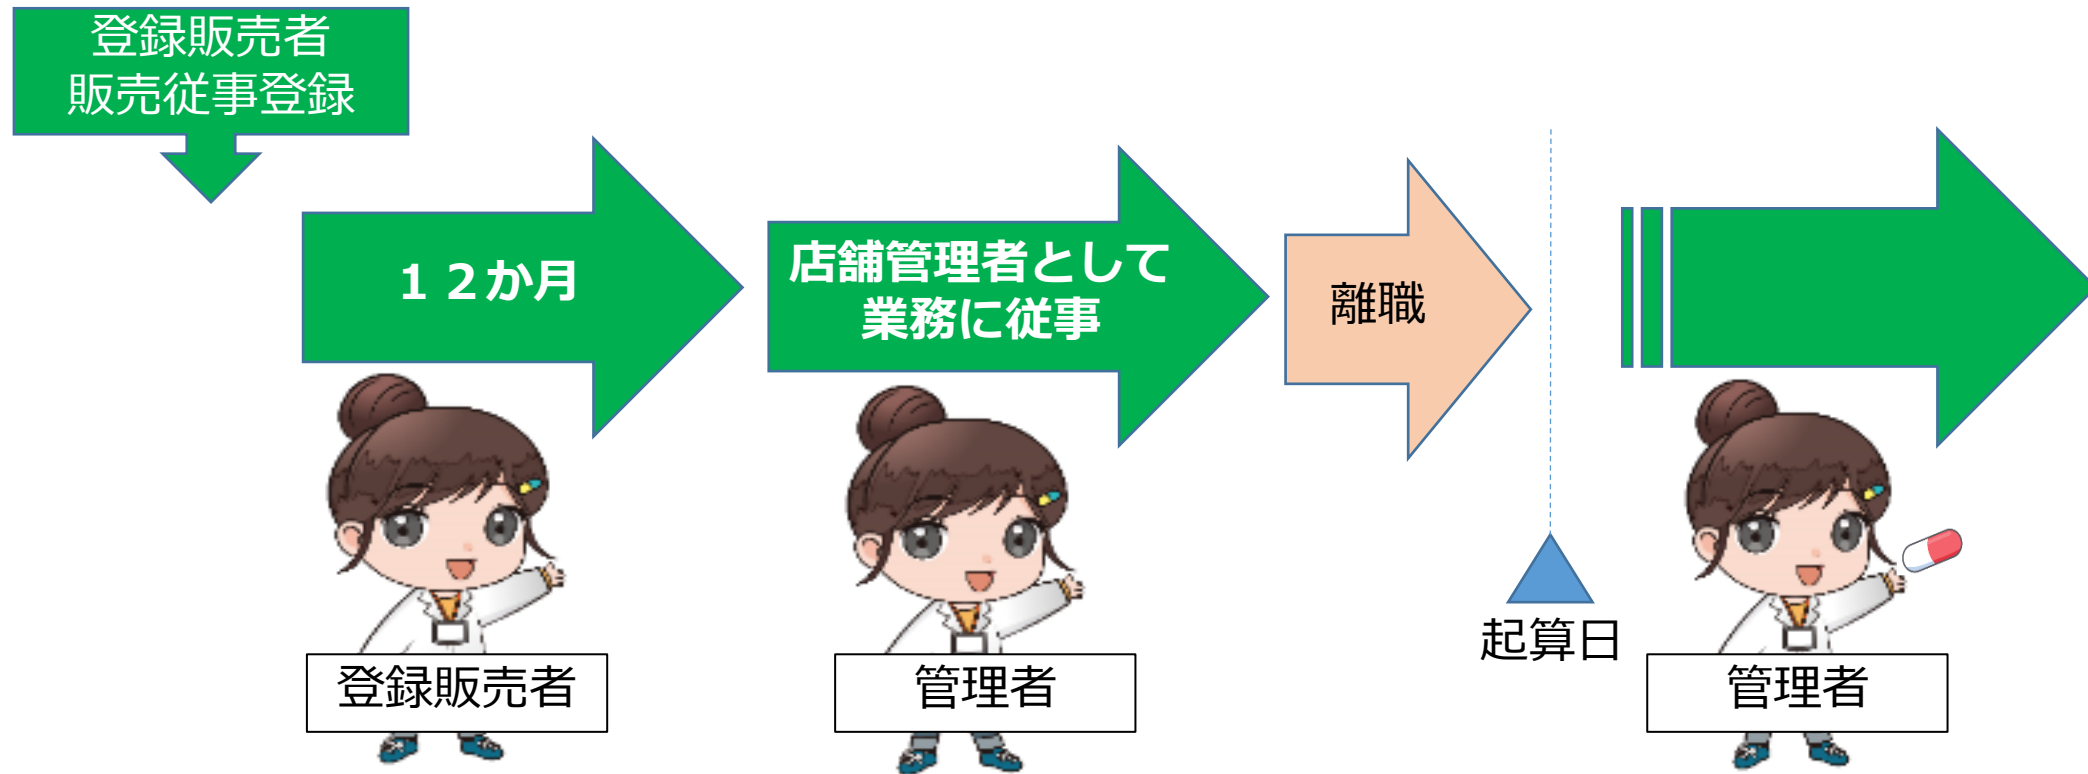 登録販売者
販売従事登録
１２か月
店舗管理者として
業務に従事
離職
起算日
登録販売者
管理者
管理者